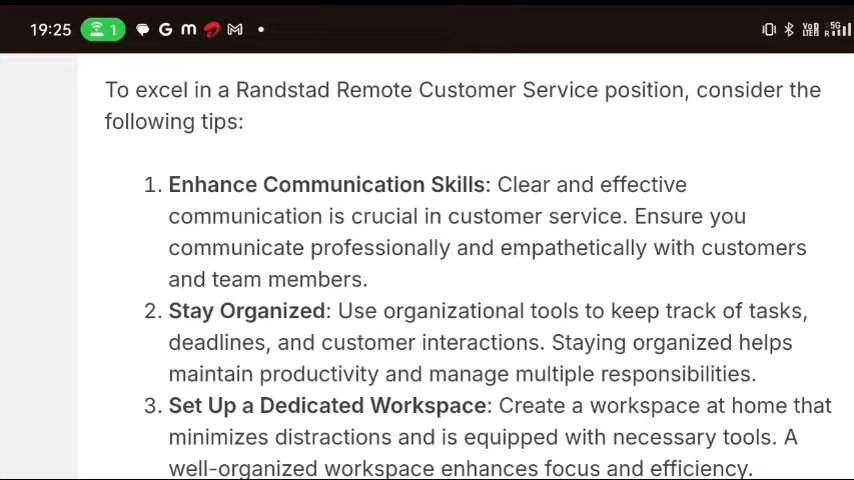 19:25 1 G m M
To excel in a Randstad Remote Customer Service position, consider the
following tips:
1. Enhance Communication Skills: Clear and effective
communication is crucial in customer service. Ensure you
communicate professionally and empathetically with customers
and team members.
2. Stay Organized: Use organizational tools to keep track of tasks,
deadlines, and customer interactions. Staying organized helps
maintain productivity and manage multiple responsibilities.
3. Set Up a Dedicated Workspace: Create a workspace at home that
minimizes distractions and is equipped with necessary tools. A
well-organized workspace enhances focus and efficiency.